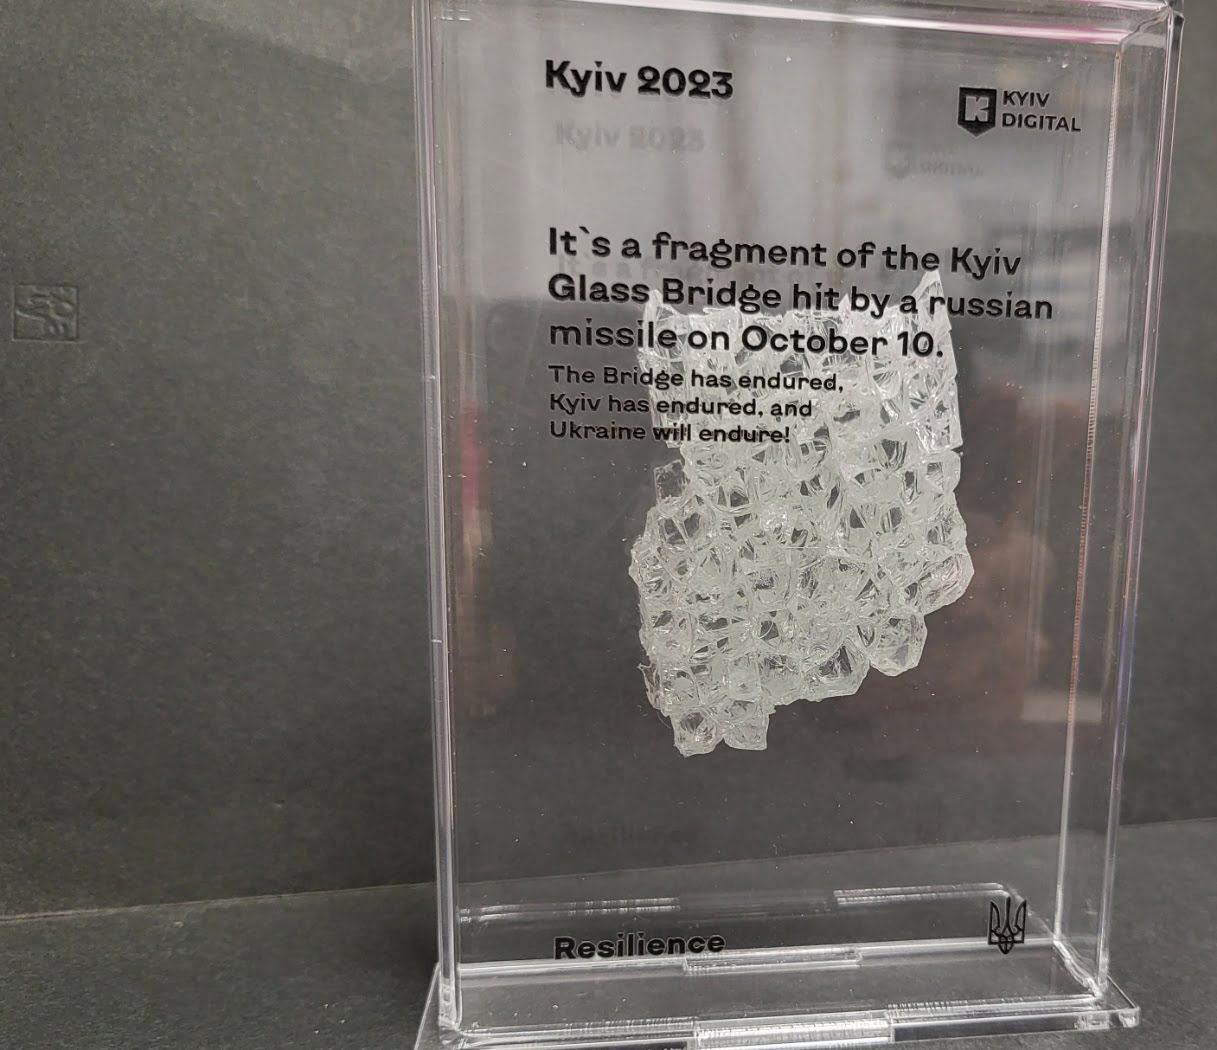 Kyiv 2023
KYIV
DIGITAL
It`s a fragment of the Kyiv
Glass Bridge hit by a russian
missile on October 10.
The Bridge has endured,
Kyiv has endured, and
Ukraine will endure!
Resilience